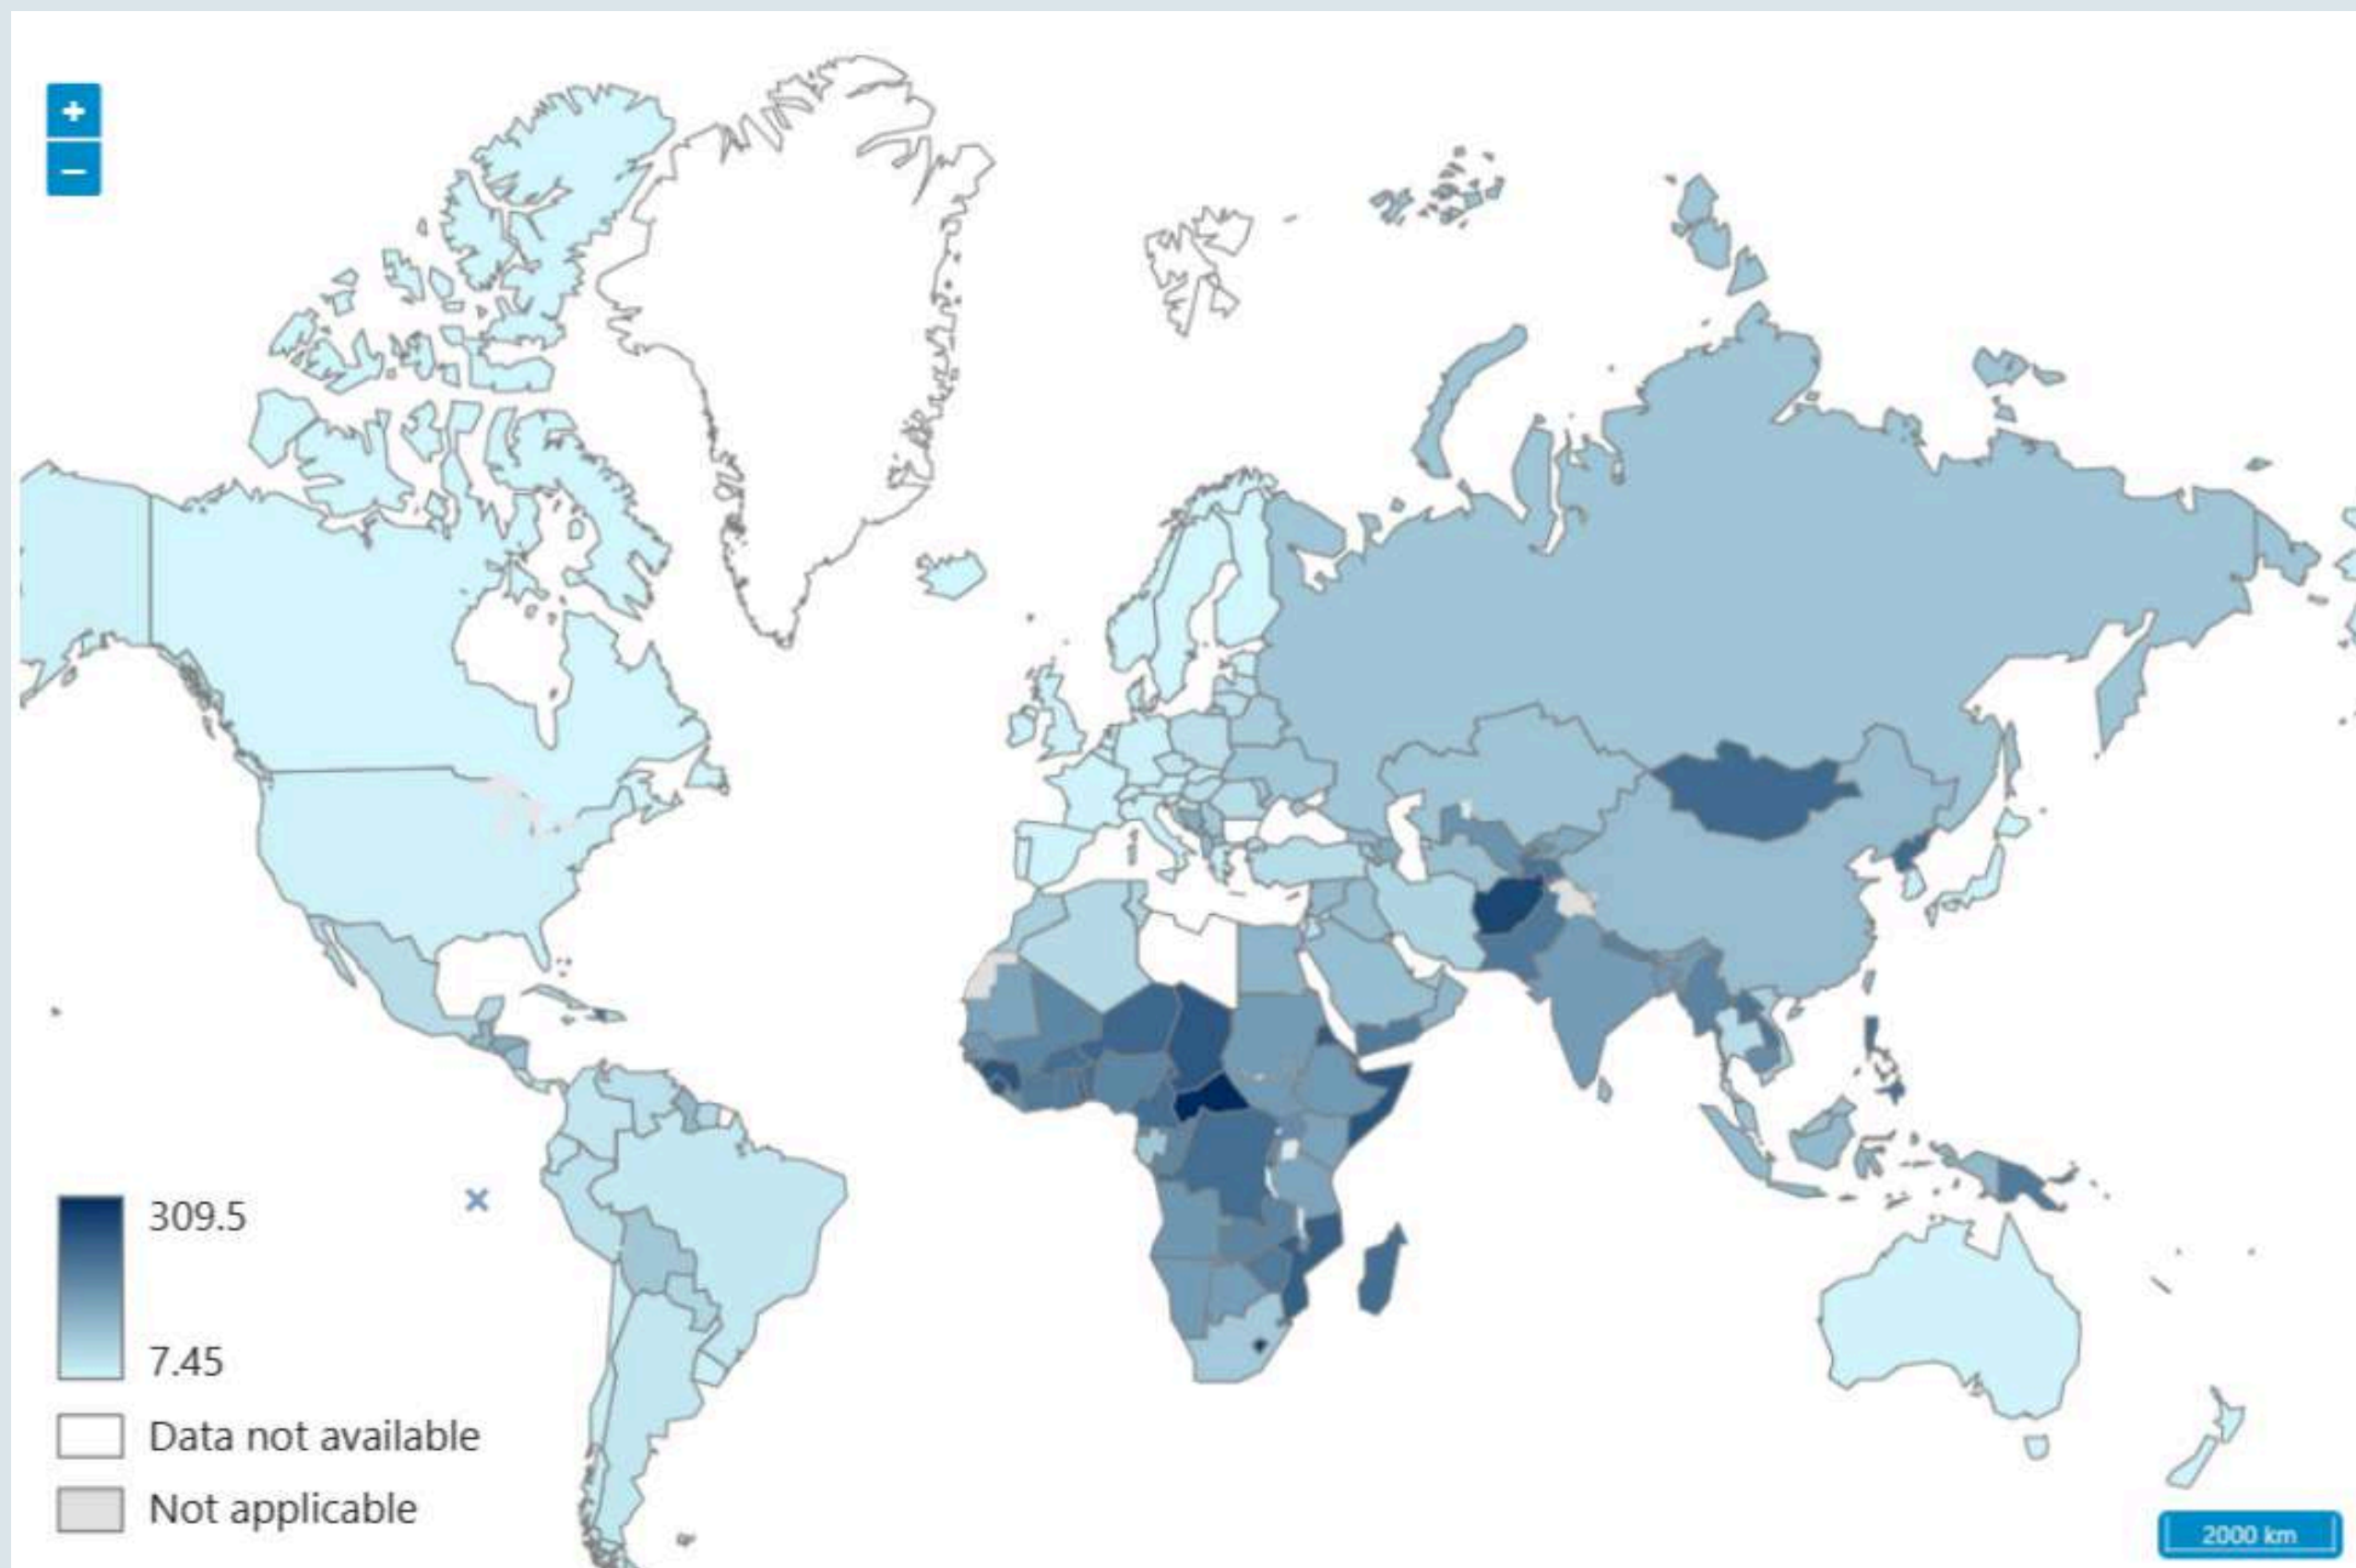 +
−
309.5
7.45
Data not available
Not applicable
2000 km